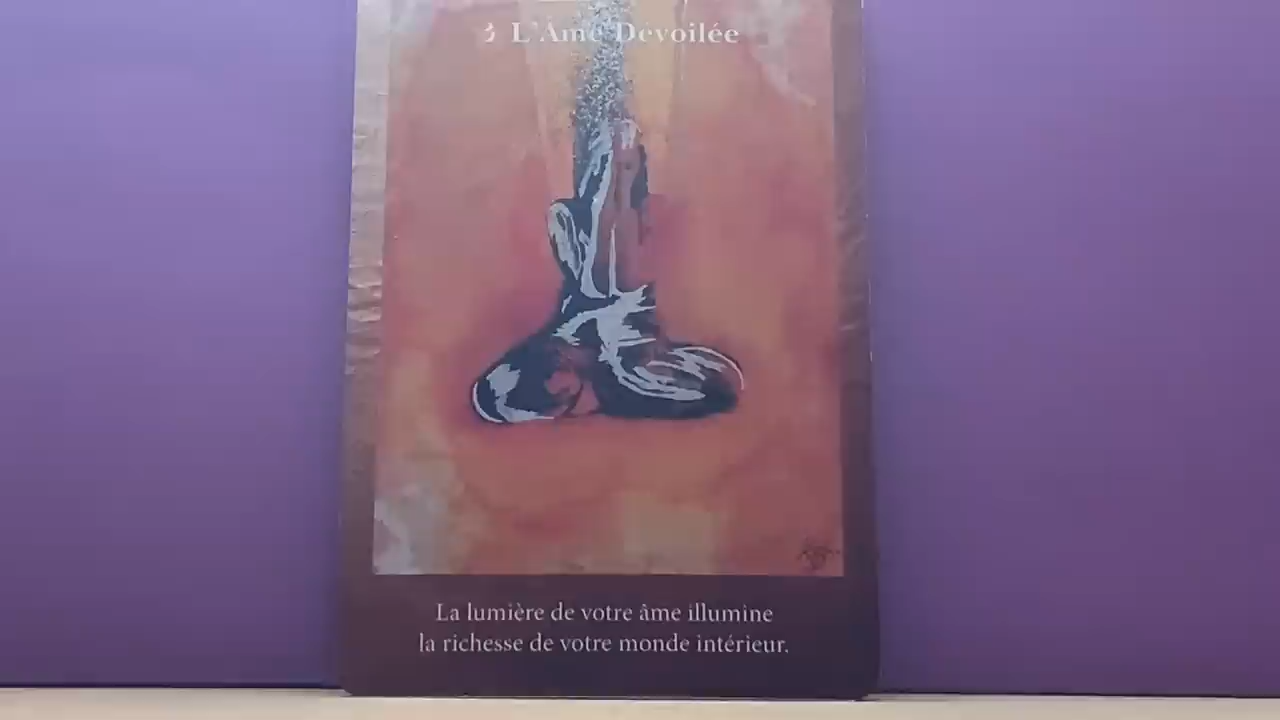 L'Âme Dévoilée
La lumière de votre âme illumine
la richesse de votre monde intérieur.